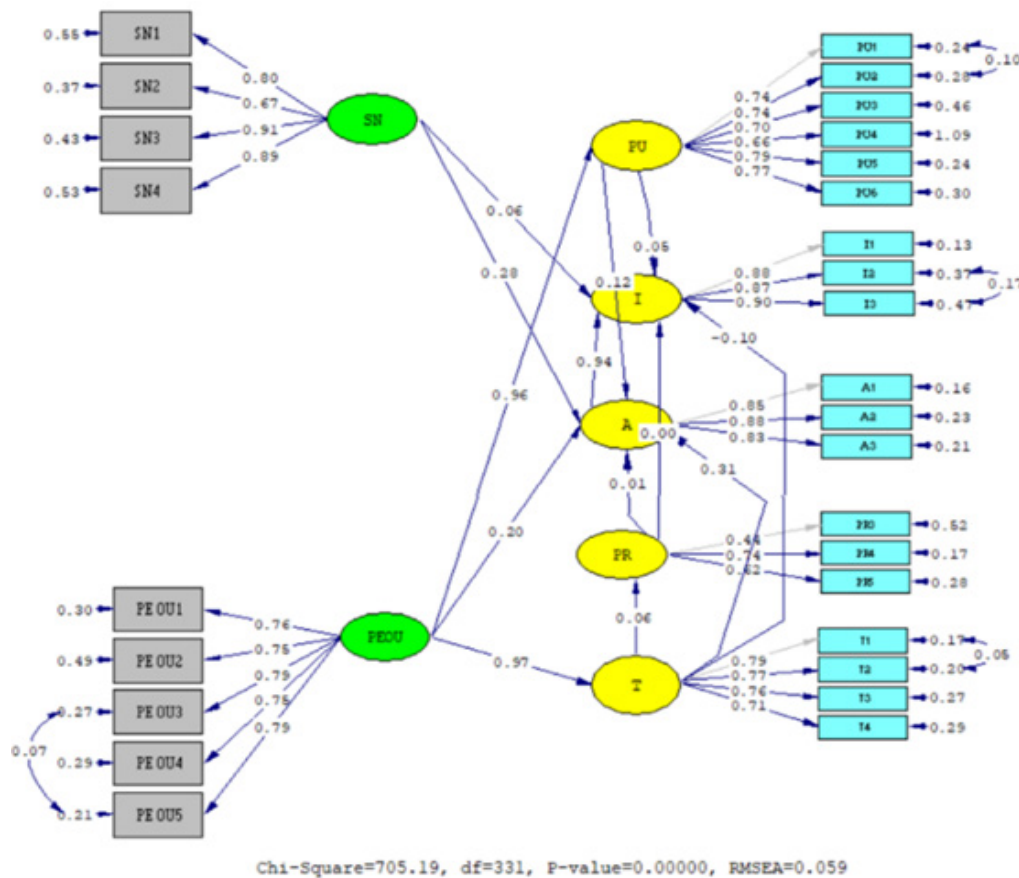 0.55 SN1
0.37 SN2
0.43 SN3
0.53 SN4
0.80
0.67
0.91
0.89
SN
0.06
0.28
0.30 PEOU1
0.49 PEOU2
0.27 PEOU3
0.29 PEOU4
0.21 PEOU5
0.07
0.76
0.75
0.79
0.75
0.79
PEOU
0.96
0.20
0.97
PU
0.05
0.12
I
0.94
A
0.00
0.01
PR
0.06
T
-0.10
0.31
0.74
0.74
0.70
0.66
0.79
0.77
PU1 0.24
PU2 0.28
PU3 0.46
PU4 1.09
PU5 0.24
PU6 0.30
0.10
0.88
0.87
0.90
I1 0.13
I2 0.37
I3 0.47
0.17
0.85
0.88
0.83
A1 0.16
A2 0.23
A3 0.21
0.44
0.74
PR3 0.52
PR4 0.17
PR5 0.28
0.79
0.77
0.76
0.71
T1 0.17
T2 0.20
T3 0.27
T4 0.29
0.05
Chi-Square=705.19, df=331, P-value=0.00000, RMSEA=0.059